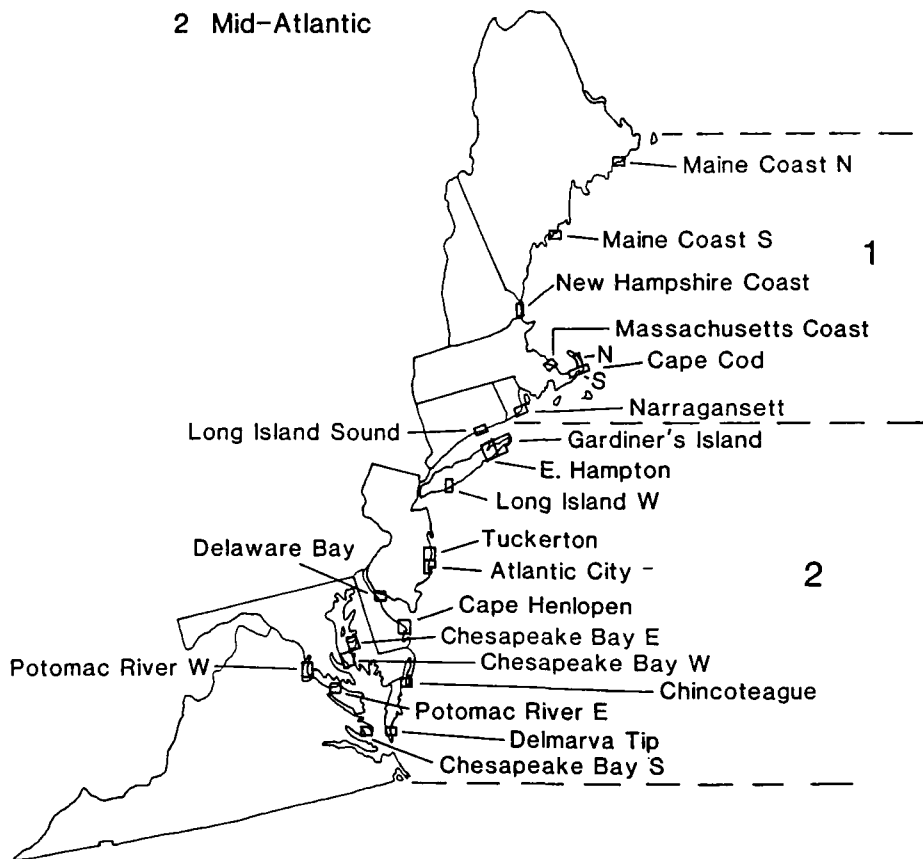 2 Mid-Atlantic
Maine Coast N
Maine Coast S
1
New Hampshire Coast
Massachusetts Coast
N
Cape Cod
S
Narragansett
Long Island Sound
Gardiner's Island
E. Hampton
Long Island W
Tuckerton
Delaware Bay
Atlantic City
2
Cape Henlopen
Chesapeake Bay E
Potomac River W
Chesapeake Bay W
Chincoteague
Potomac River E
Delmarva Tip
Chesapeake Bay S